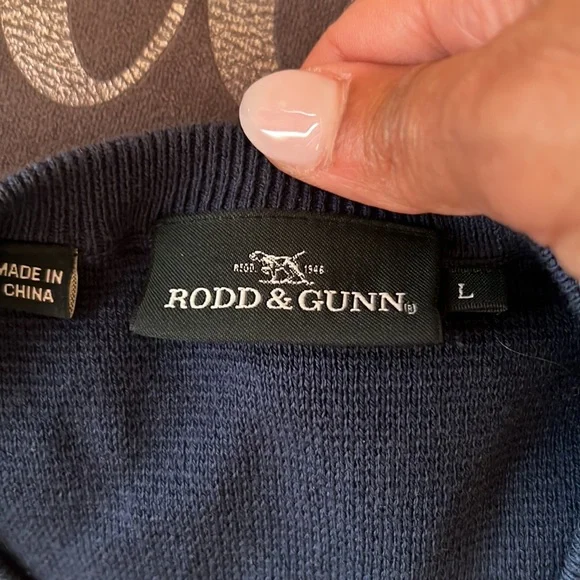 MADE IN
CHINA
REGD. 1946
RODD & GUNN®
L